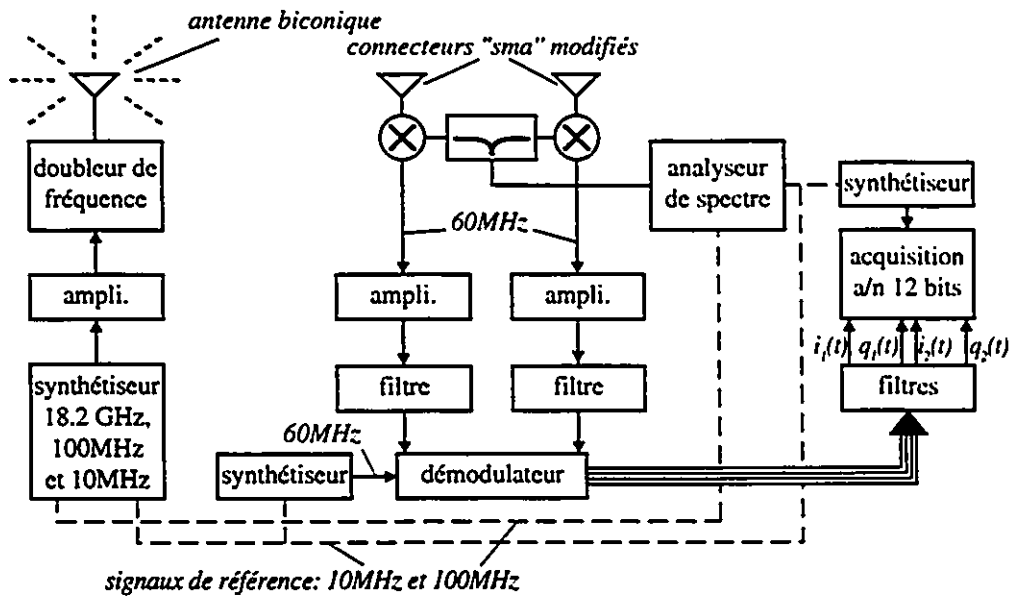 antenne biconique
connecteurs "sma" modifiés
doubleur de
fréquence
analyseur
de spectre
synthétiseur
60MHz
acquisition
a/n 12 bits
ampli.
ampli.
ampli.
i₁(t) q₁(t) i₂(t) q₂(t)
synthétiseur
18.2 GHz,
100MHz
et 10MHz
filtre
filtre
filtres
60MHz
synthétiseur
démodulateur
signaux de référence: 10MHz et 100MHz